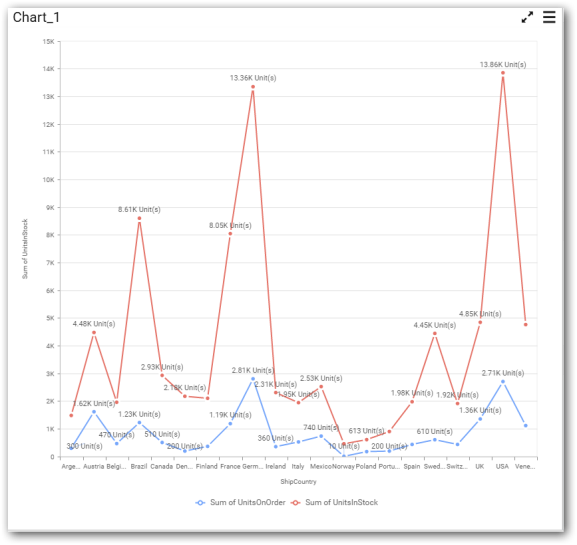 Chart_1
15K
14K
13K
12K
11K
10K
9K
8K
7K
6K
5K
4K
3K
2K
1K
0
Sum of UnitsInStock
13.86K Unit(s)
13.36K Unit(s)
8.61K Unit(s)
8.05K Unit(s)
4.85K Unit(s)
4.48K Unit(s)
4.45K Unit(s)
2.93K Unit(s)
2.81K Unit(s)
2.71K Unit(s)
2.53K Unit(s)
2.31K Unit(s)
2.18K Unit(s)
1.98K Unit(s)
1.95K Unit(s)
1.92K Unit(s)
1.62K Unit(s)
1.36K Unit(s)
1.23K Unit(s)
1.19K Unit(s)
740 Unit(s)
613 Unit(s)
610 Unit(s)
510 Unit(s)
470 Unit(s)
360 Unit(s)
300 Unit(s)
200 Unit(s)
10 Unit(s)
200 Unit(s)
Arge... Austria Belgi... Brazil Canada Den... Finland France Germ... Ireland Italy Mexico Norway Poland Portu... Spain Swed... Switz... UK USA Vene...
ShipCountry
Sum of UnitsOnOrder Sum of UnitsInStock